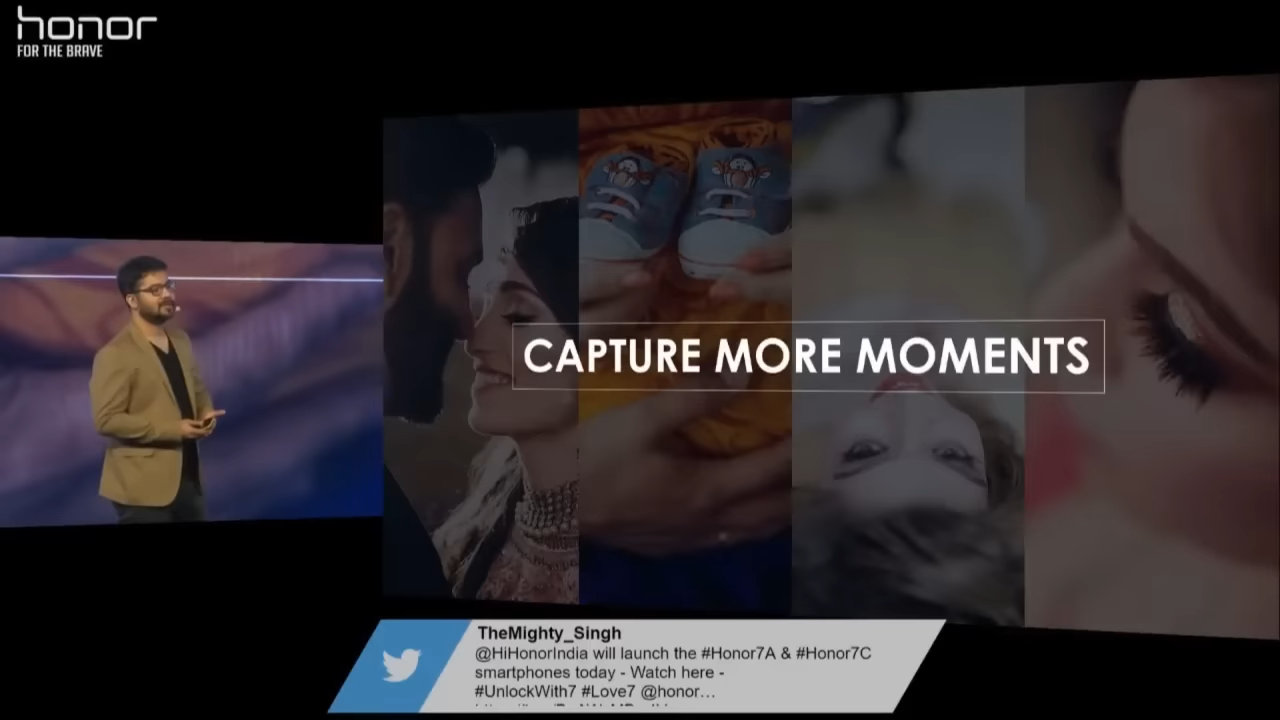 honor
FOR THE BRAVE
CAPTURE MORE MOMENTS
TheMighty_Singh
@HiHonorIndia will launch the #Honor7A & #Honor7C
smartphones today - Watch here -
#UnlockWith7 #Love7 @honor…